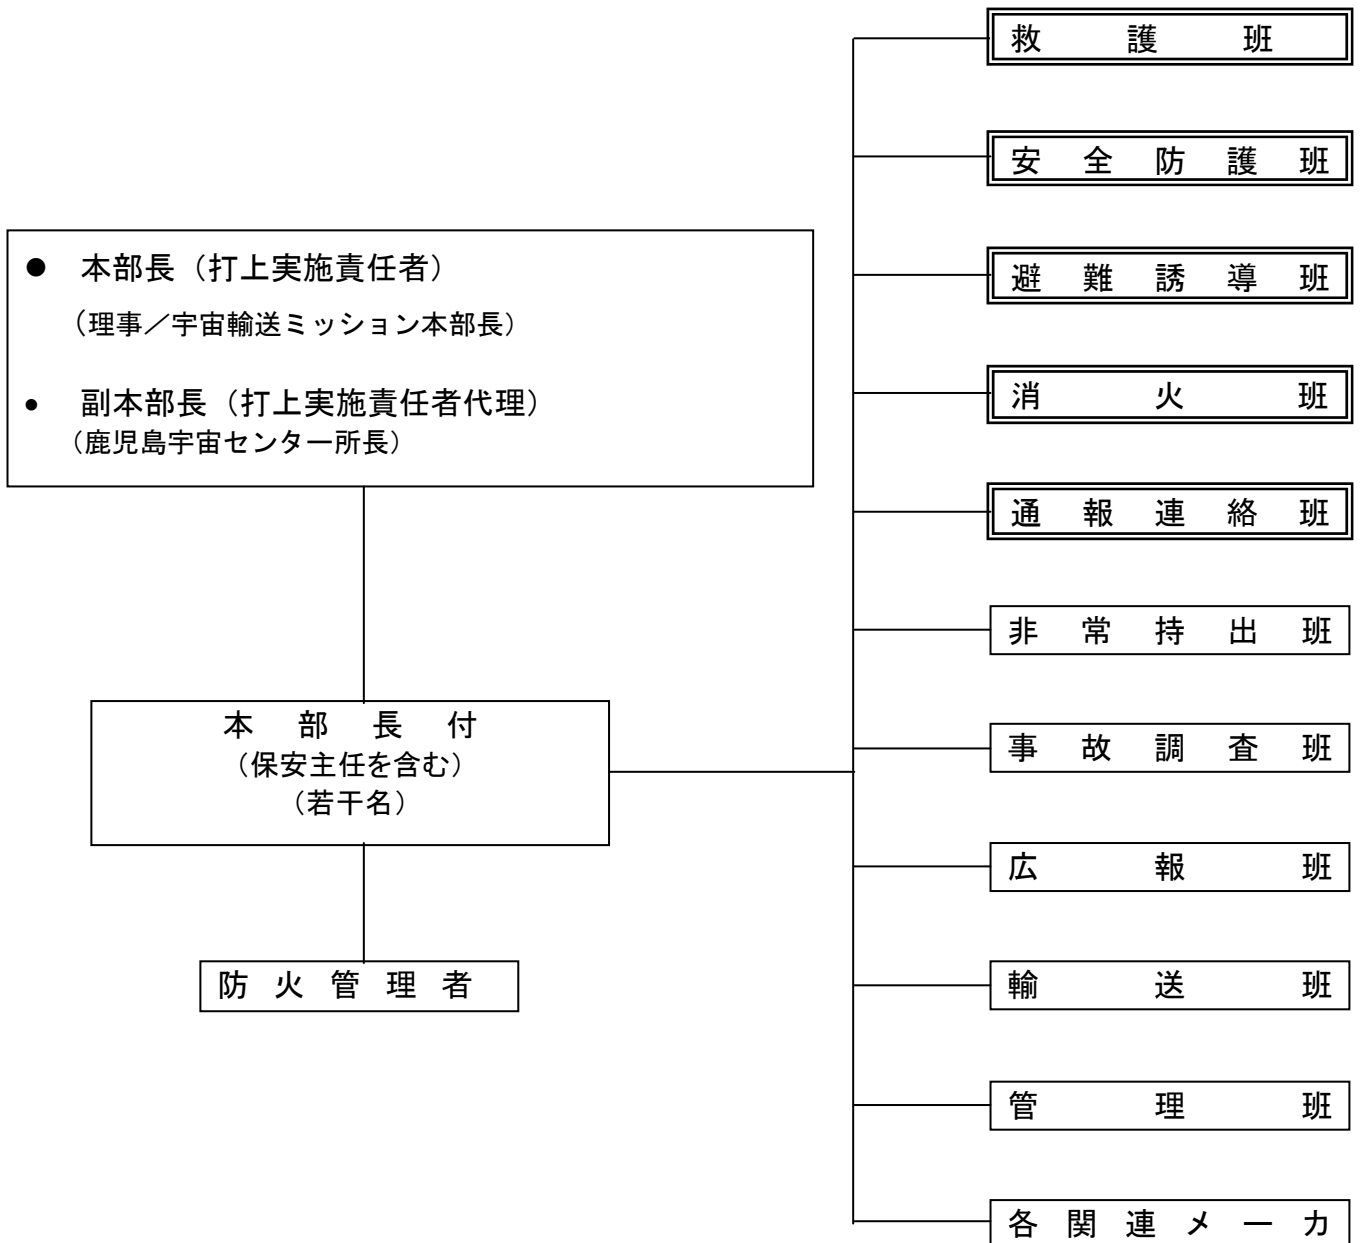 ● 本部長（打上実施責任者）
（理事／宇宙輸送ミッション本部長）
● 副本部長（打上実施責任者代理）
（鹿児島宇宙センター所長）
本部長付
（保安主任を含む）
（若干名）
防火管理者
救護班
安全防護班
避難誘導班
消火班
通報連絡班
非常持出班
事故調査班
広報班
輸送班
管理班
各関連メーカ